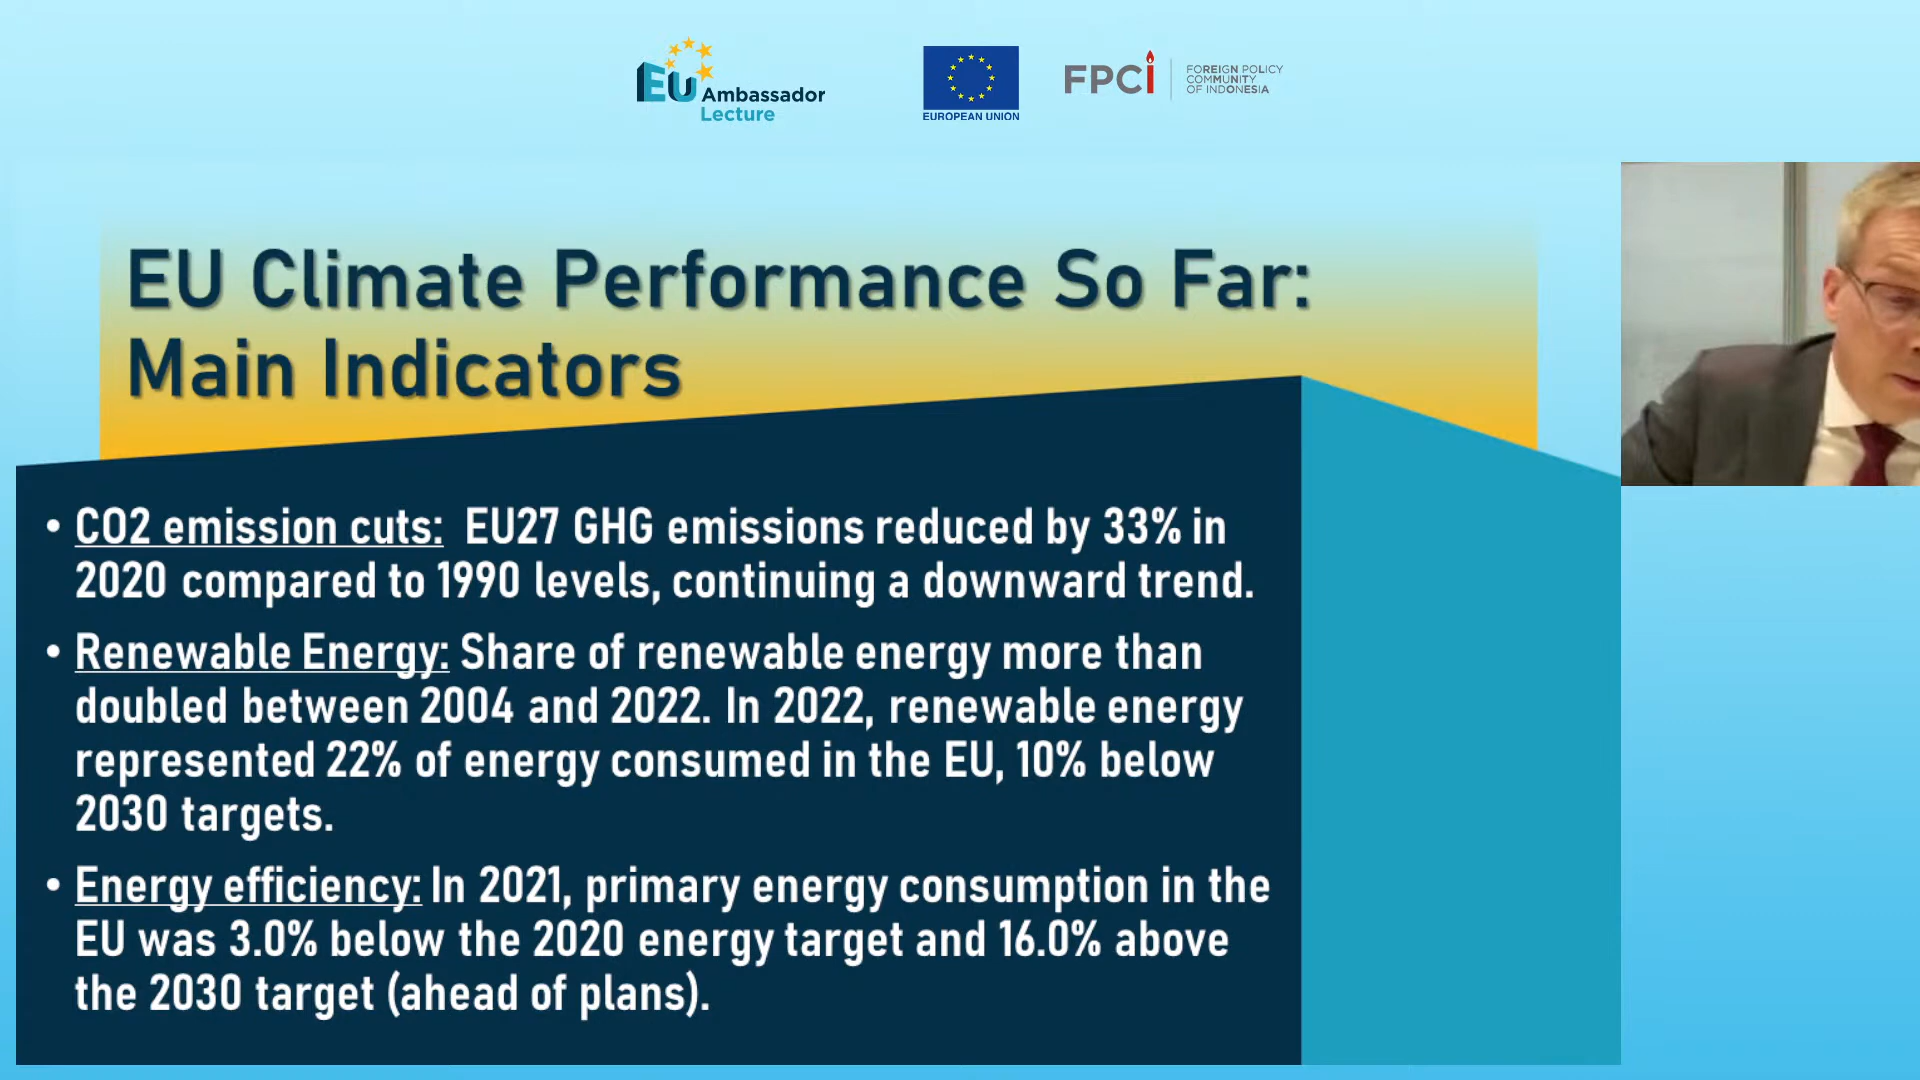 EU Ambassador
Lecture
EUROPEAN UNION
FPCi
FOREIGN POLICY
COMMUNITY
OF INDONESIA
EU Climate Performance So Far:
Main Indicators
• CO2 emission cuts: EU27 GHG emissions reduced by 33% in
2020 compared to 1990 levels, continuing a downward trend.
• Renewable Energy: Share of renewable energy more than
doubled between 2004 and 2022. In 2022, renewable energy
represented 22% of energy consumed in the EU, 10% below
2030 targets.
• Energy efficiency: In 2021, primary energy consumption in the
EU was 3.0% below the 2020 energy target and 16.0% above
the 2030 target (ahead of plans).